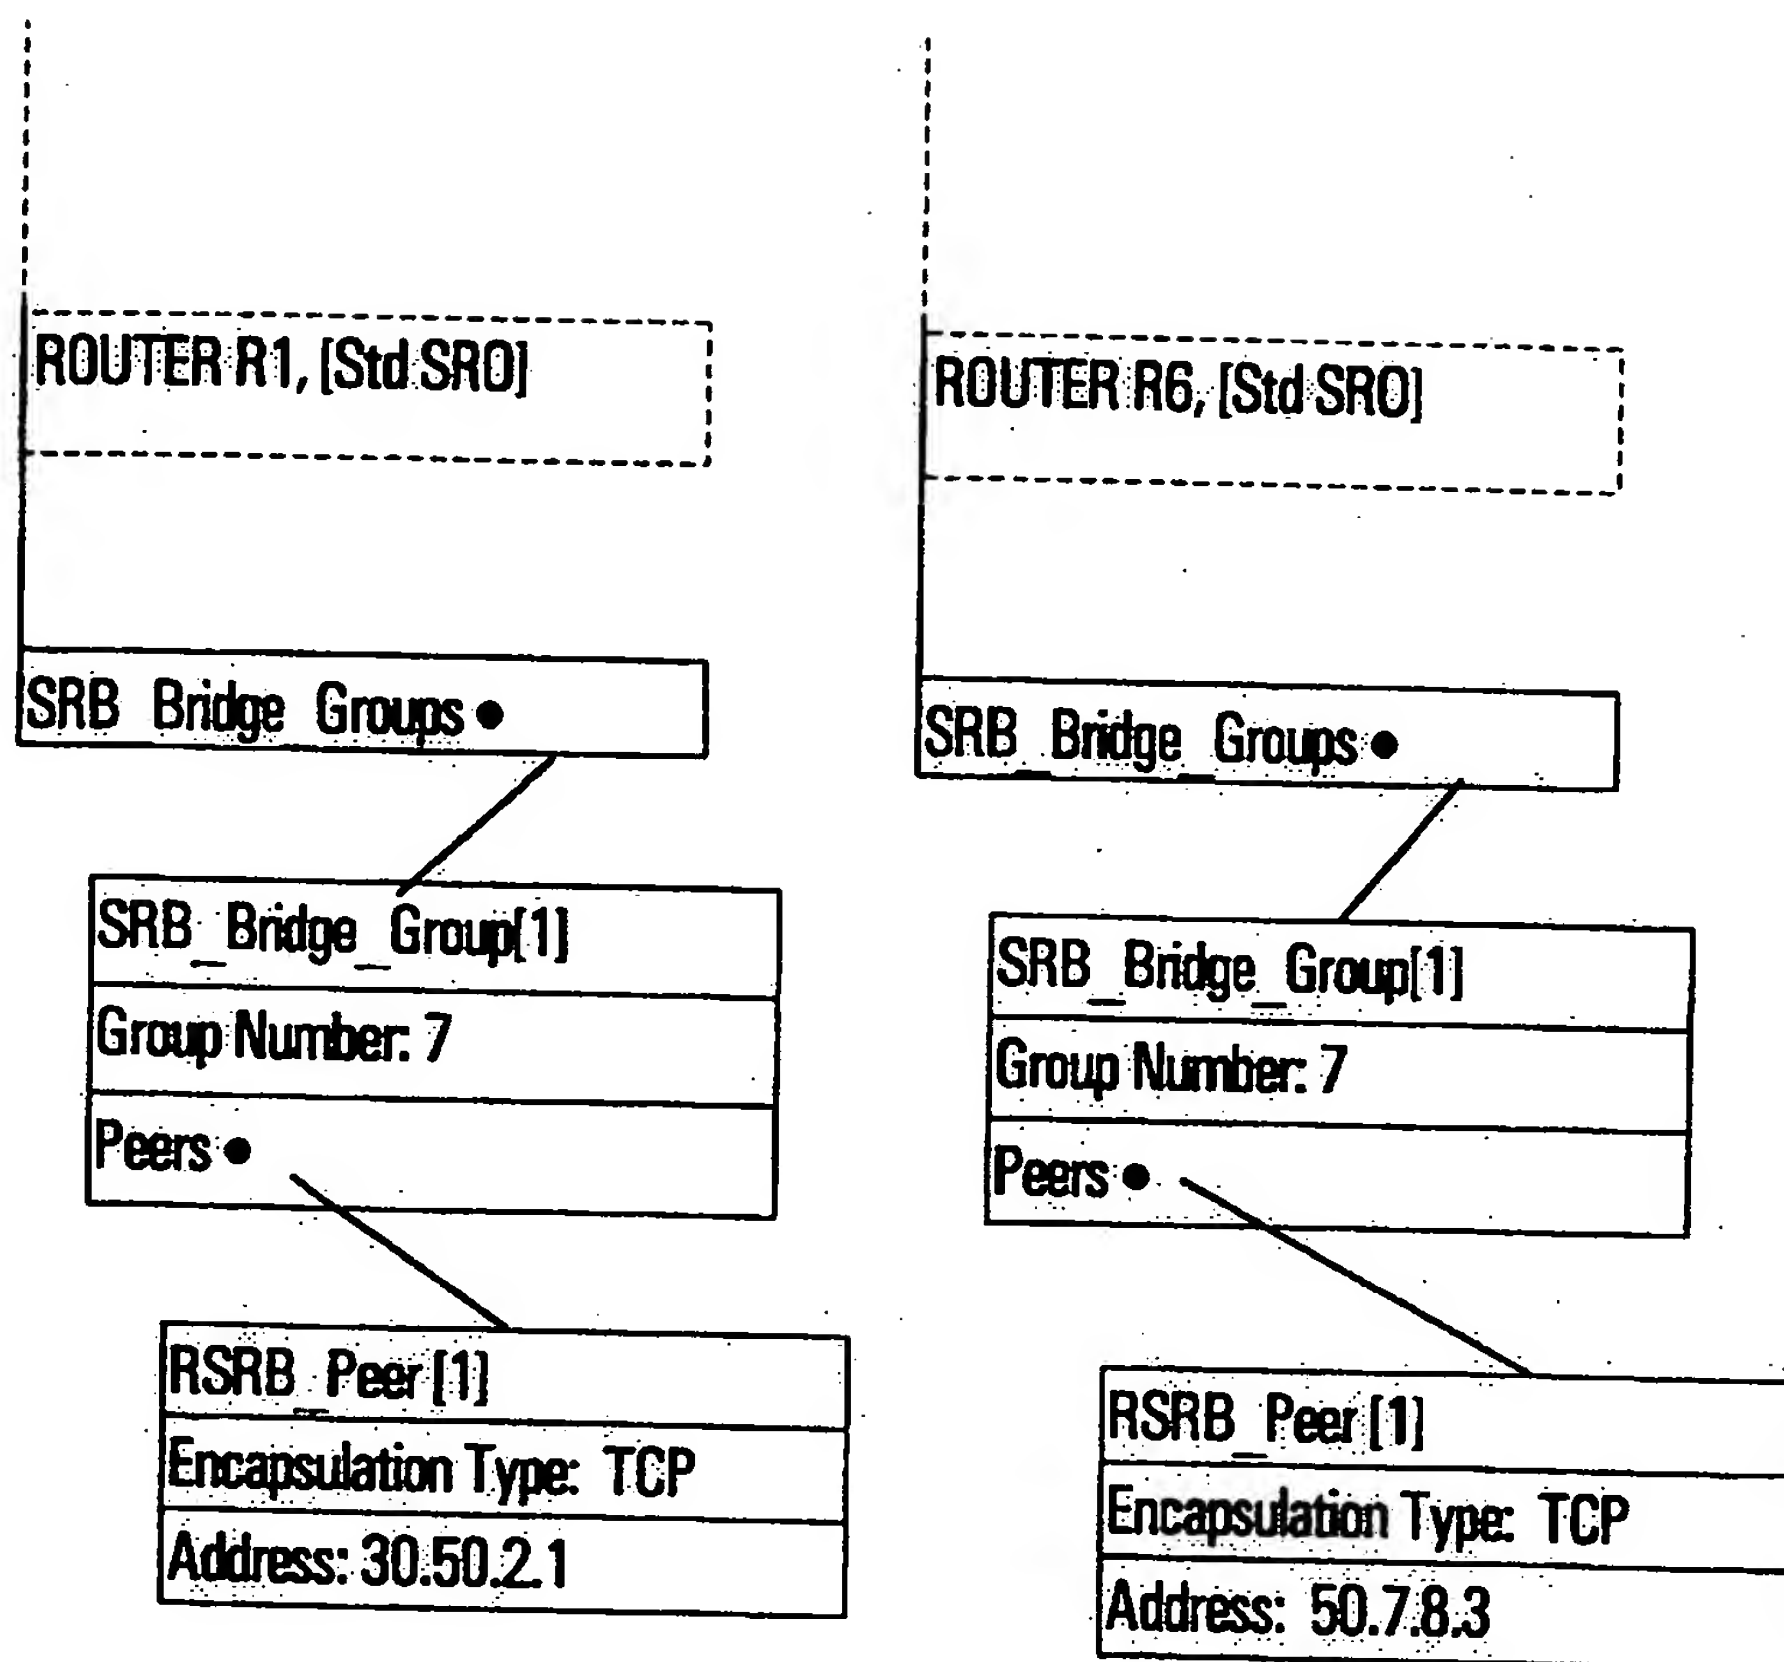 ROUTER R1, [Std SRO]
SRB Bridge Groups
SRB_Bridge_Group[1]
Group Number: 7
Peers
RSRB_Peer [1]
Encapsulation Type: TCP
Address: 30.50.2.1
ROUTER R6, [Std SRO]
SRB_Bridge_Groups
SRB_Bridge_Group[1]
Group Number: 7
Peers
RSRB_Peer [1]
Encapsulation Type: TCP
Address: 50.7.8.3